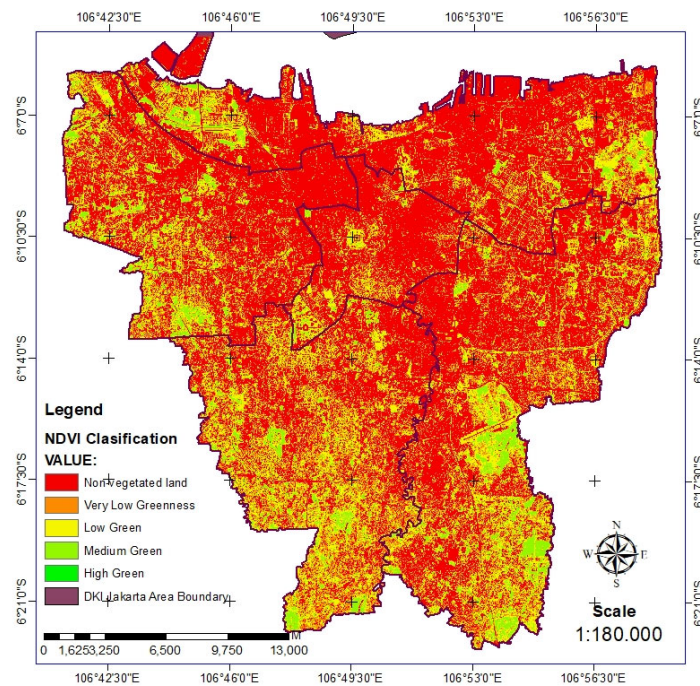 106°42'30"E 106°46'0"E 106°49'30"E 106°53'0"E 106°56'30"E
6°7'0"S 6°7'0"S
6°10'30"S 6°10'30"S
6°14'0"S 6°14'0"S
Legend
NDVI Clasification
VALUE:
Non vegetated land
6°17'30"S 6°17'30"S
Very Low Greenness
Low Green
Medium Green
High Green
DKI Jakarta Area Boundary
N
W E
S
6°21'0"S 6°21'0"S
Scale
1:180.000
M
0 1,625 3,250 6,500 9,750 13,000
106°42'30"E 106°46'0"E 106°49'30"E 106°53'0"E 106°56'30"E